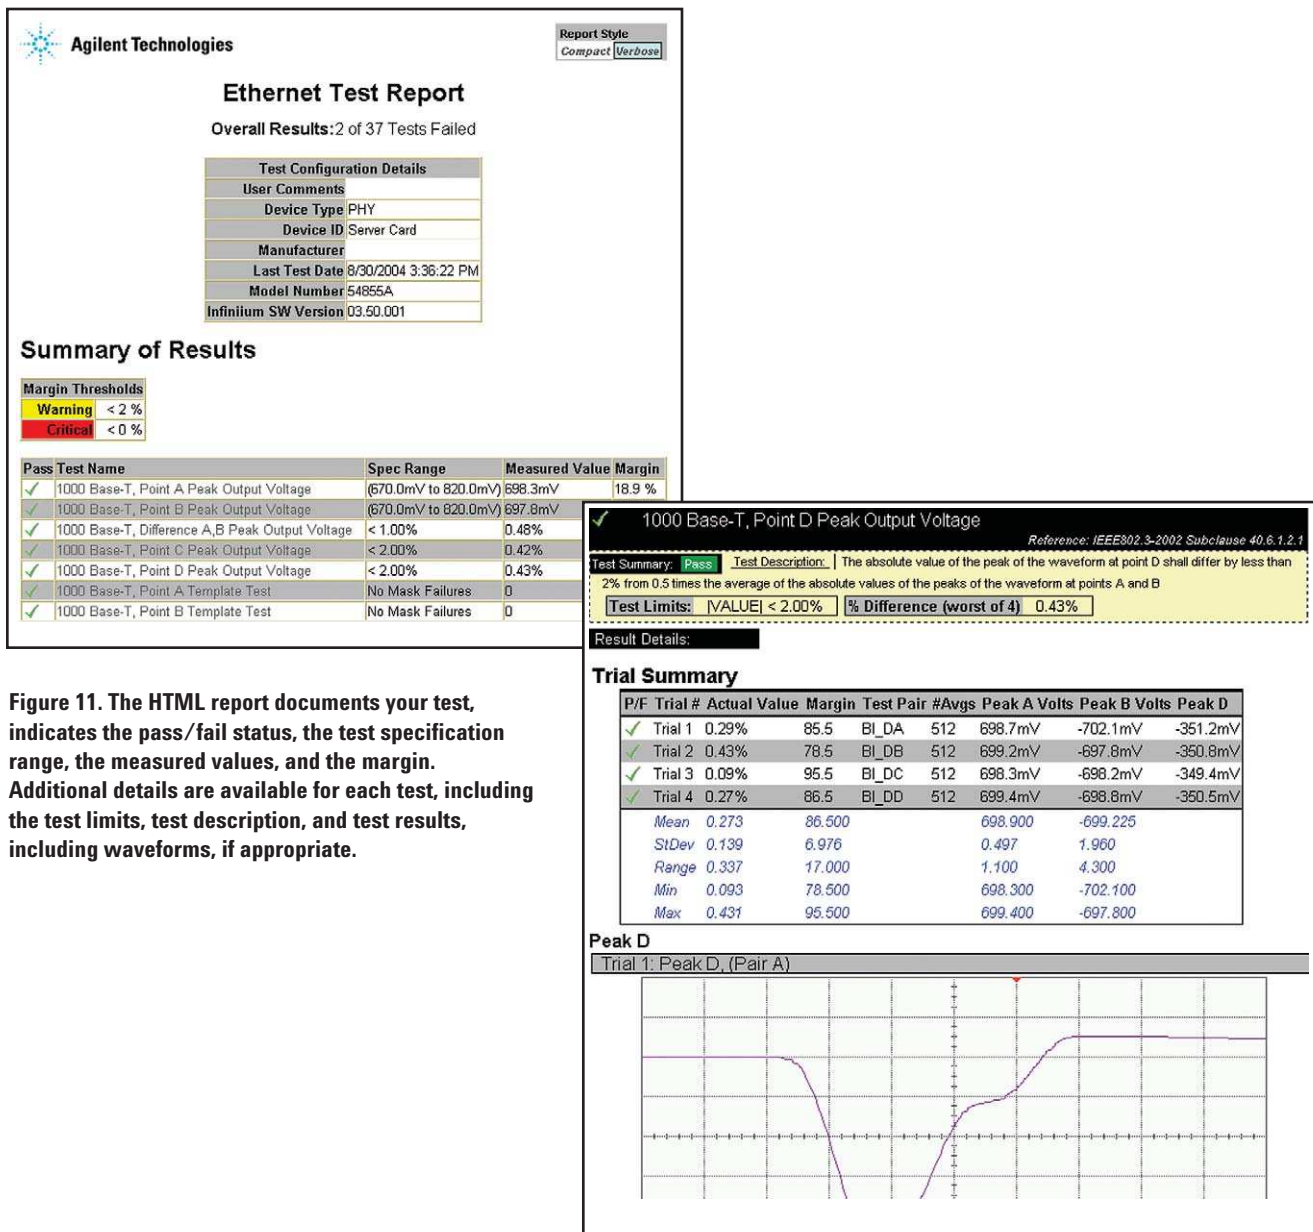 Agilent Technologies
Report Style
Compact Verbose
Ethernet Test Report
Overall Results:2 of 37 Tests Failed
Test Configuration Details
User Comments
Device Type PHY
Device ID Server Card
Manufacturer
Last Test Date 8/30/2004 3:36:22 PM
Model Number 54855A
Infiniium SW Version 03.50.001
Summary of Results
Margin Thresholds
Warning < 2 %
Critical < 0 %
Pass Test Name Spec Range Measured Value Margin
1000 Base-T, Point A Peak Output Voltage (670.0mV to 820.0mV) 698.3mV 18.9 %
1000 Base-T, Point B Peak Output Voltage (670.0mV to 820.0mV) 697.8mV
1000 Base-T, Difference A,B Peak Output Voltage < 1.00% 0.48%
1000 Base-T, Point C Peak Output Voltage < 2.00% 0.42%
1000 Base-T, Point D Peak Output Voltage < 2.00% 0.43%
1000 Base-T, Point A Template Test No Mask Failures 0
1000 Base-T, Point B Template Test No Mask Failures 0
Figure 11. The HTML report documents your test,
indicates the pass/fail status, the test specification
range, the measured values, and the margin.
Additional details are available for each test, including
the test limits, test description, and test results,
including waveforms, if appropriate.
1000 Base-T, Point D Peak Output Voltage
Reference: IEEE802.3-2002 Subclause 40.6.1.2.1
Test Summary: Pass Test Description: The absolute value of the peak of the waveform at point D shall differ by less than
2% from 0.5 times the average of the absolute values of the peaks of the waveform at points A and B
Test Limits: |VALUE| < 2.00% % Difference (worst of 4) 0.43%
Result Details:
Trial Summary
P/F Trial # Actual Value Margin Test Pair #Avgs Peak A Volts Peak B Volts Peak D
Trial 1 0.29% 85.5 BI_DA 512 698.7mV -702.1mV -351.2mV
Trial 2 0.43% 78.5 BI_DB 512 699.2mV -697.8mV -350.8mV
Trial 3 0.09% 95.5 BI_DC 512 698.3mV -698.2mV -349.4mV
Trial 4 0.27% 86.5 BI_DD 512 699.4mV -698.8mV -350.5mV
Mean 0.273 86.500 698.900 -699.225
StDev 0.139 6.976 0.497 1.960
Range 0.337 17.000 1.100 4.300
Min 0.093 78.500 698.300 -702.100
Max 0.431 95.500 699.400 -697.800
Peak D
Trial 1: Peak D, (Pair A)